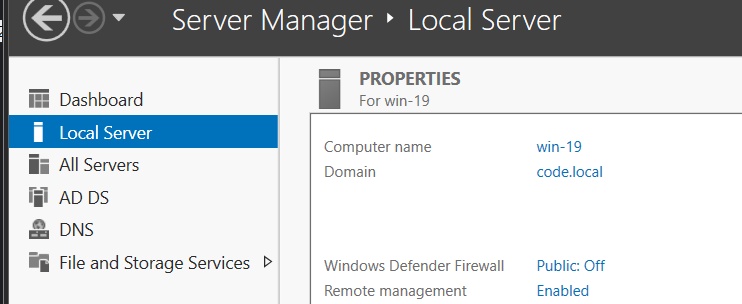 Server Manager ‣ Local Server
Dashboard
Local Server
All Servers
AD DS
DNS
File and Storage Services
PROPERTIES
For win-19
Computer name win-19
Domain code.local
Windows Defender Firewall Public: Off
Remote management Enabled